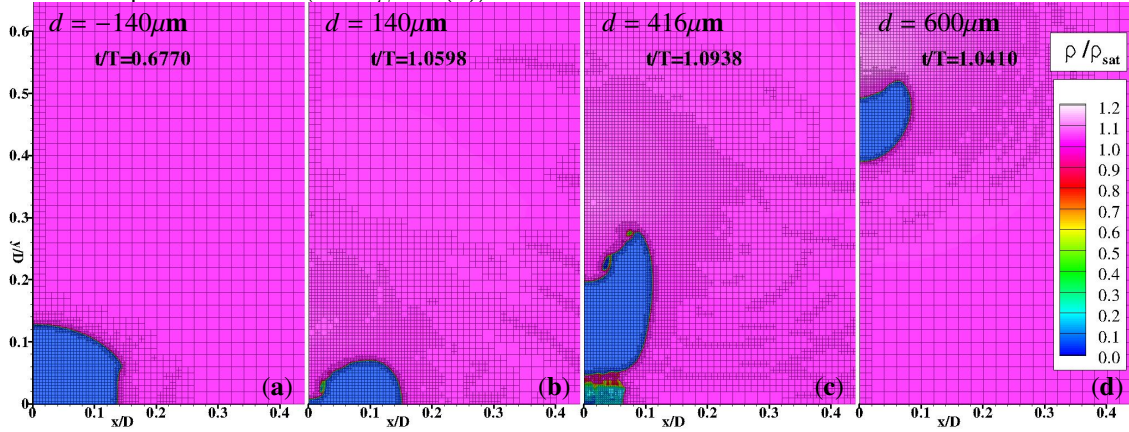 d = −140μm
t/T=0.6770
d = 140μm
t/T=1.0598
d = 416μm
t/T=1.0938
d = 600μm
t/T=1.0410
ρ /ρsat
1.2
1.1
1.0
0.9
0.8
0.7
0.6
0.5
0.4
0.3
0.2
0.1
0.0
0.6
0.5
0.4
0.3
0.2
0.1
0
y/D
(a)
(b)
(c)
(d)
0 0.1 0.2 0.3 0.4
0 0.1 0.2 0.3 0.4
0 0.1 0.2 0.3 0.4
0 0.1 0.2 0.3 0.4
x/D
x/D
x/D
x/D